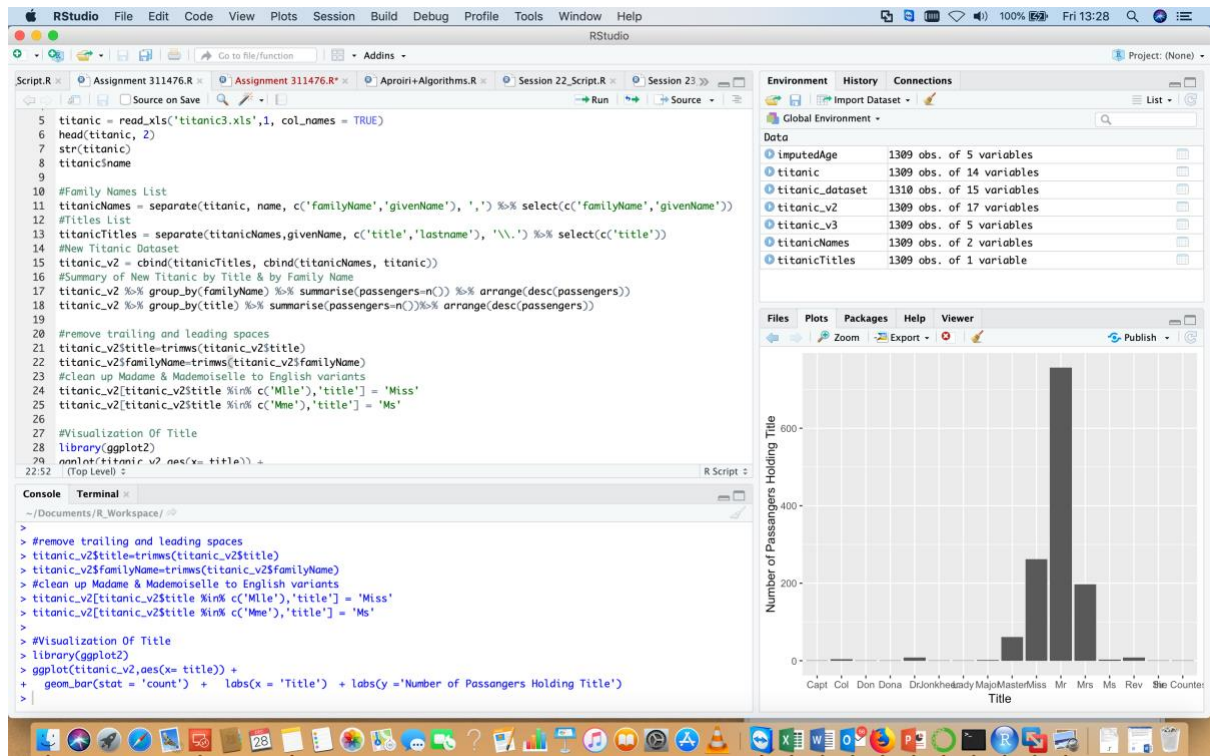 RStudio File Edit Code View Plots Session Build Debug Profile Tools Window Help 100% Fri 13:28
RStudio
Go to file/function Addins Project: (None)
Script.R Assignment 311476.R Assignment 311476.R* Aproiri+Algorithms.R Session 22_Script.R Session 23
Source on Save Run Source
5 titanic = read_xls('titanic3.xls',1, col_names = TRUE)
6 head(titanic, 2)
7 str(titanic)
8 titanic$name
9
10 #Family Names List
11 titanicNames = separate(titanic, name, c('familyName','givenName'), ',') %>% select(c('familyName','givenName'))
12 #Titles List
13 titanicTitles = separate(titanicNames,givenName, c('title','lastname'), '\\.') %>% select(c('title'))
14 #New Titanic Dataset
15 titanic_v2 = cbind(titanicTitles, cbind(titanicNames, titanic))
16 #Summary of New Titanic by Title & by Family Name
17 titanic_v2 %>% group_by(familyName) %>% summarise(passengers=n()) %>% arrange(desc(passengers))
18 titanic_v2 %>% group_by(title) %>% summarise(passengers=n())%>% arrange(desc(passengers))
19
20 #remove trailing and leading spaces
21 titanic_v2$title=trimws(titanic_v2$title)
22 titanic_v2$familyName=trimws(titanic_v2$familyName)
23 #clean up Madame & Mademoiselle to English variants
24 titanic_v2[titanic_v2$title %in% c('Mlle'),'title'] = 'Miss'
25 titanic_v2[titanic_v2$title %in% c('Mme'),'title'] = 'Ms'
26
27 #Visualization Of Title
28 library(ggplot2)
29 ggplot(titanic_v2,aes(x= title)) +
22:52 (Top Level) R Script
Console Terminal
~/Documents/R_Workspace/
>
> #remove trailing and leading spaces
> titanic_v2$title=trimws(titanic_v2$title)
> titanic_v2$familyName=trimws(titanic_v2$familyName)
> #clean up Madame & Mademoiselle to English variants
> titanic_v2[titanic_v2$title %in% c('Mlle'),'title'] = 'Miss'
> titanic_v2[titanic_v2$title %in% c('Mme'),'title'] = 'Ms'
>
> #Visualization Of Title
> library(ggplot2)
> ggplot(titanic_v2,aes(x= title)) +
+ geom_bar(stat = 'count') + labs(x = 'Title') + labs(y ='Number of Passangers Holding Title')
>
Environment History Connections
Import Dataset List
Global Environment
Data
imputedAge 1309 obs. of 5 variables
titanic 1309 obs. of 14 variables
titanic_dataset 1310 obs. of 15 variables
titanic_v2 1309 obs. of 17 variables
titanic_v3 1309 obs. of 5 variables
titanicNames 1309 obs. of 2 variables
titanicTitles 1309 obs. of 1 variable
Files Plots Packages Help Viewer
Zoom Export Publish
Number of Passangers Holding Title
600
400
200
0
Capt Col Don Dona Dr Major Master Miss Mr Mrs Ms Rev
Title
28